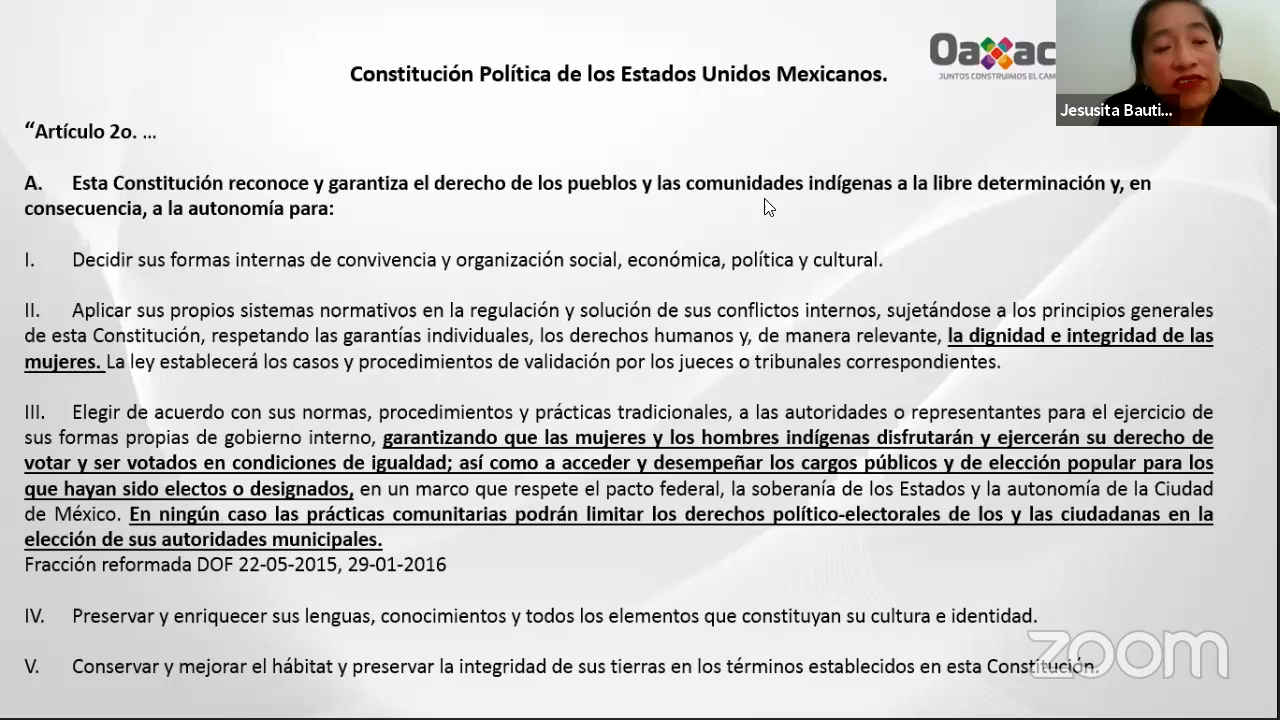 Constitución Política de los Estados Unidos Mexicanos.
Oaxac
JUNTOS CONSTRUIMOS EL CAM
Jesusita Bauti...
“Artículo 2o. ...
A. Esta Constitución reconoce y garantiza el derecho de los pueblos y las comunidades indígenas a la libre determinación y, en
consecuencia, a la autonomía para:
I. Decidir sus formas internas de convivencia y organización social, económica, política y cultural.
II. Aplicar sus propios sistemas normativos en la regulación y solución de sus conflictos internos, sujetándose a los principios generales
de esta Constitución, respetando las garantías individuales, los derechos humanos y, de manera relevante, la dignidad e integridad de las
mujeres. La ley establecerá los casos y procedimientos de validación por los jueces o tribunales correspondientes.
III. Elegir de acuerdo con sus normas, procedimientos y prácticas tradicionales, a las autoridades o representantes para el ejercicio de
sus formas propias de gobierno interno, garantizando que las mujeres y los hombres indígenas disfrutarán y ejercerán su derecho de
votar y ser votados en condiciones de igualdad; así como a acceder y desempeñar los cargos públicos y de elección popular para los
que hayan sido electos o designados, en un marco que respete el pacto federal, la soberanía de los Estados y la autonomía de la Ciudad
de México. En ningún caso las prácticas comunitarias podrán limitar los derechos político-electorales de los y las ciudadanas en la
elección de sus autoridades municipales.
Fracción reformada DOF 22-05-2015, 29-01-2016
IV. Preservar y enriquecer sus lenguas, conocimientos y todos los elementos que constituyan su cultura e identidad.
V. Conservar y mejorar el hábitat y preservar la integridad de sus tierras en los términos establecidos en esta Constitución.
zoom